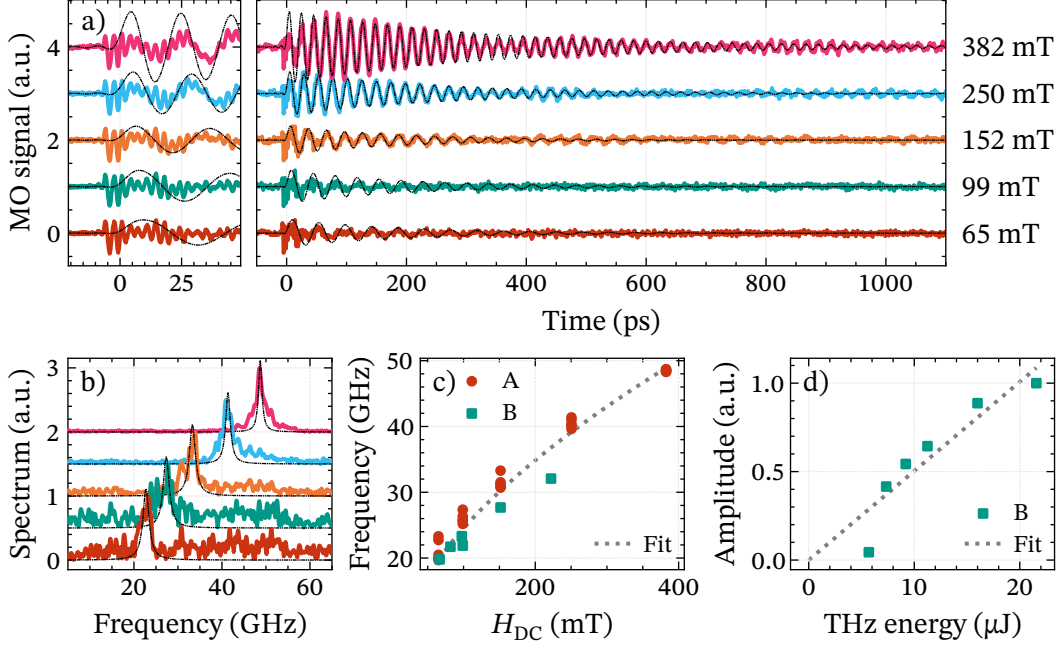 a)
MO signal (a.u.)
4
2
0
0 25
0 200 400 600 800 1000
Time (ps)
382 mT
250 mT
152 mT
99 mT
65 mT
b)
Spectrum (a.u.)
3
2
1
0
20 40 60
Frequency (GHz)
c)
A
B
Frequency (GHz)
50
40
30
20
Fit
0 200 400
H_DC (mT)
d)
Amplitude (a.u.)
1.0
0.5
0.0
B
Fit
0 10 20
THz energy (μJ)